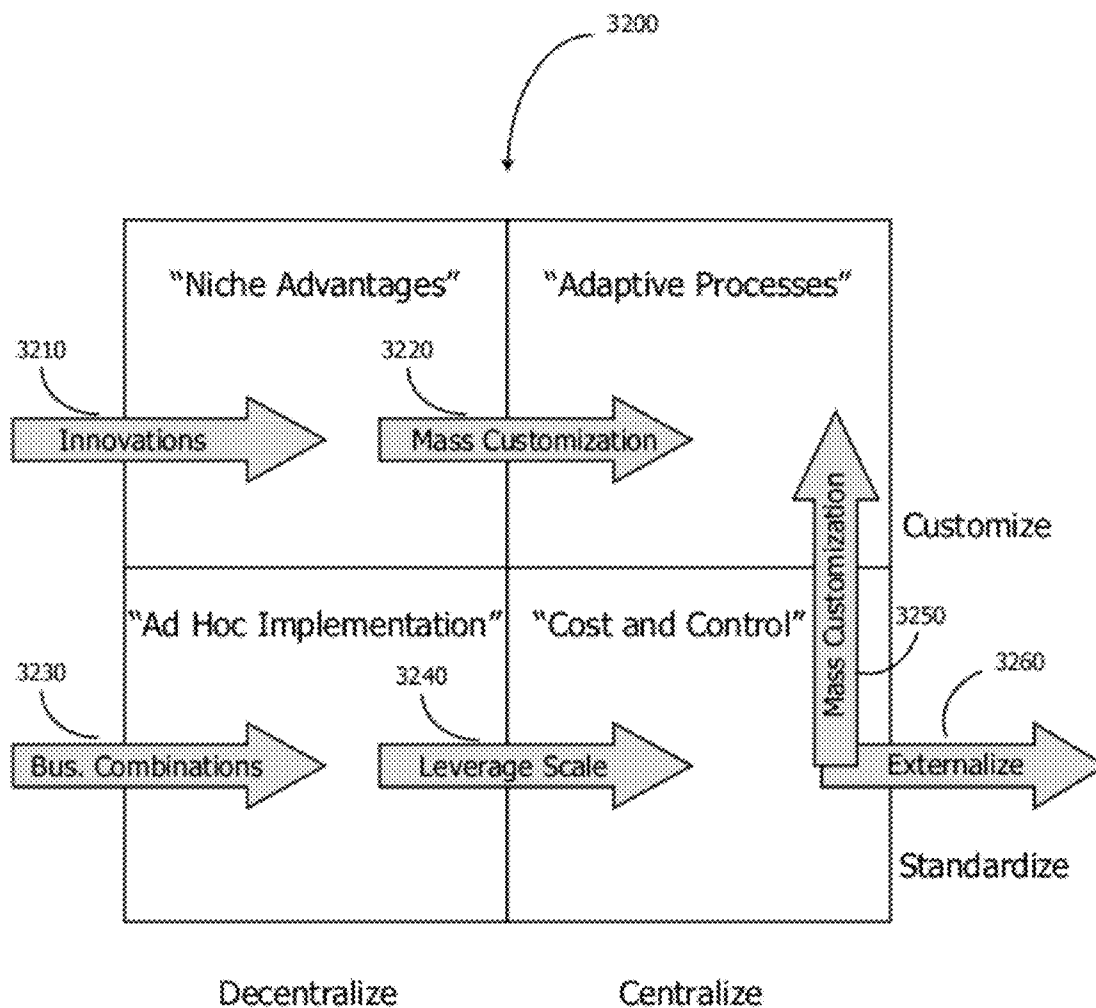 3200
“Niche Advantages”
“Adaptive Processes”
3210
3220
Innovations
Mass Customization
Mass Customization
Customize
“Ad Hoc Implementation”
“Cost and Control”
3250
3230
3240
3260
Bus. Combinations
Leverage Scale
Externalize
Standardize
Decentralize
Centralize